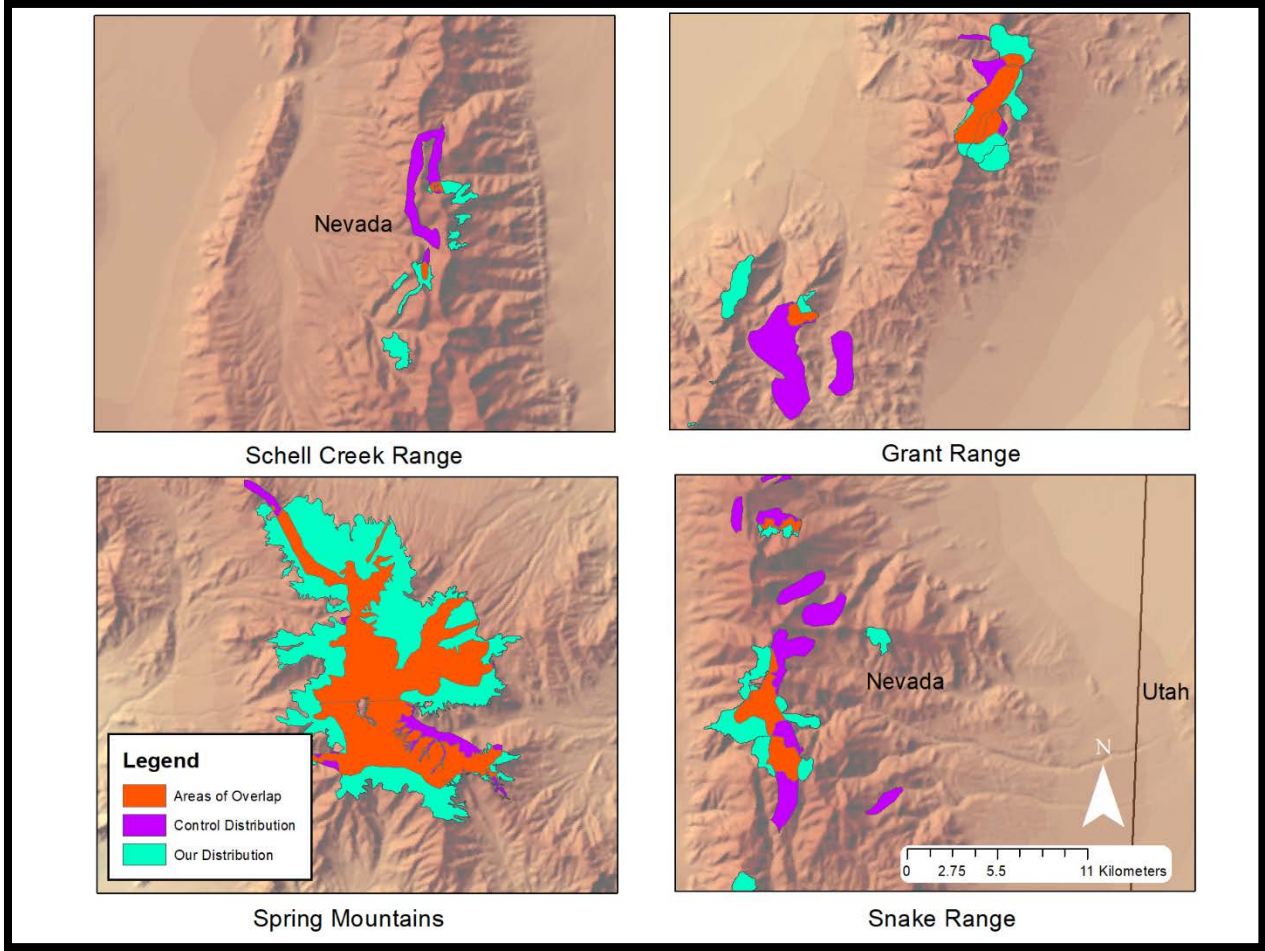 Nevada
Schell Creek Range
Grant Range
Legend
Areas of Overlap
Control Distribution
Our Distribution
Spring Mountains
Nevada
Utah
N
0 2.75 5.5 11 Kilometers
Snake Range